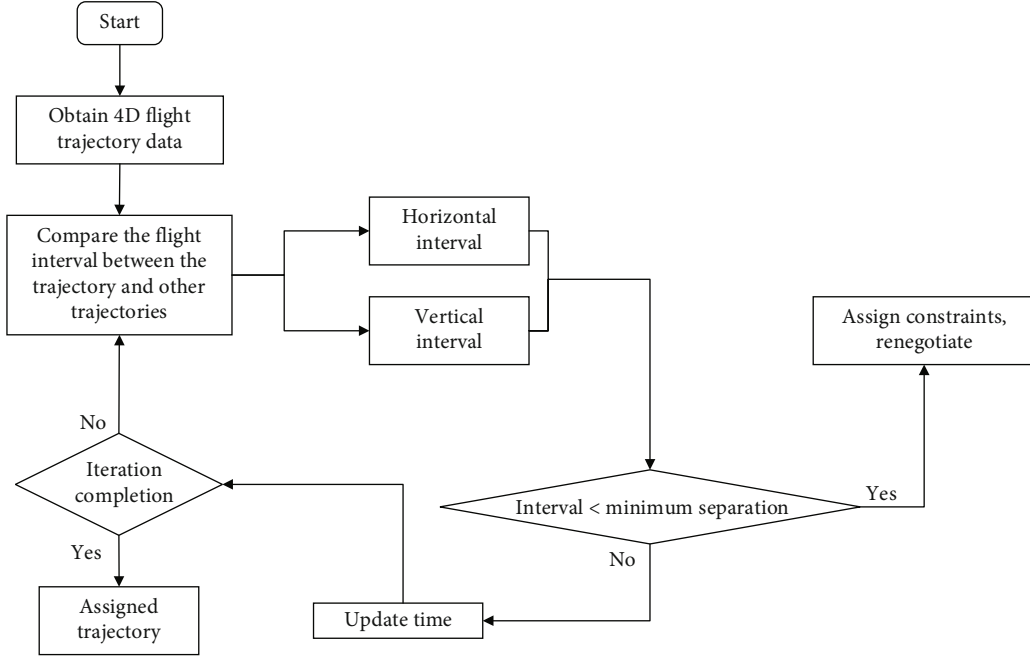 Start
Obtain 4D flight
trajectory data
Compare the flight
interval between the
trajectory and other
trajectories
Horizontal
interval
Vertical
interval
Assign constraints,
renegotiate
Interval < minimum separation
Yes
No
Update time
Iteration
completion
No
Yes
Assigned
trajectory